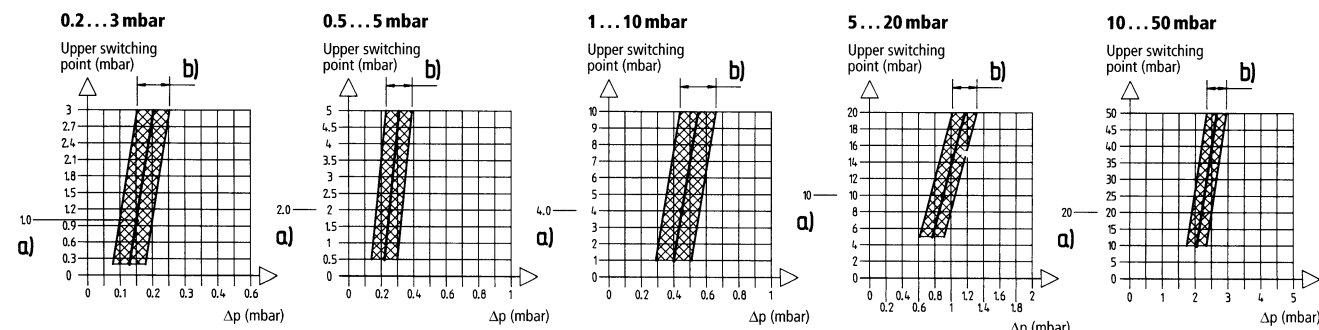 0.2 . . . 3 mbar
Upper switching
point (mbar)
b)
3
2.7
2.4
2.1
1.8
1.5
1.2
0.9
0.6
0.3
0
1.0
a)
0 0.1 0.2 0.3 0.4 0.5 0.6
Δp (mbar)
0.5 . . . 5 mbar
Upper switching
point (mbar)
b)
5
4.5
4
3.5
3
2.5
2
1.5
1
0.5
0
2.0
a)
0 0.2 0.4 0.6 0.8 1
Δp (mbar)
1 . . . 10 mbar
Upper switching
point (mbar)
b)
10
9
8
7
6
5
4
3
2
1
0
4.0
a)
0 0.2 0.4 0.6 0.8 1
Δp (mbar)
5 . . . 20 mbar
Upper switching
point (mbar)
b)
20
18
16
14
12
10
8
6
4
2
0
10
a)
0 0.2 0.4 0.6 0.8 1 1.2 1.4 1.6 1.8 2
Δp (mbar)
10 . . . 50 mbar
Upper switching
point (mbar)
b)
50
45
40
35
30
25
20
15
10
5
0
20
a)
0 1 2 3 4 5
Δp (mbar)